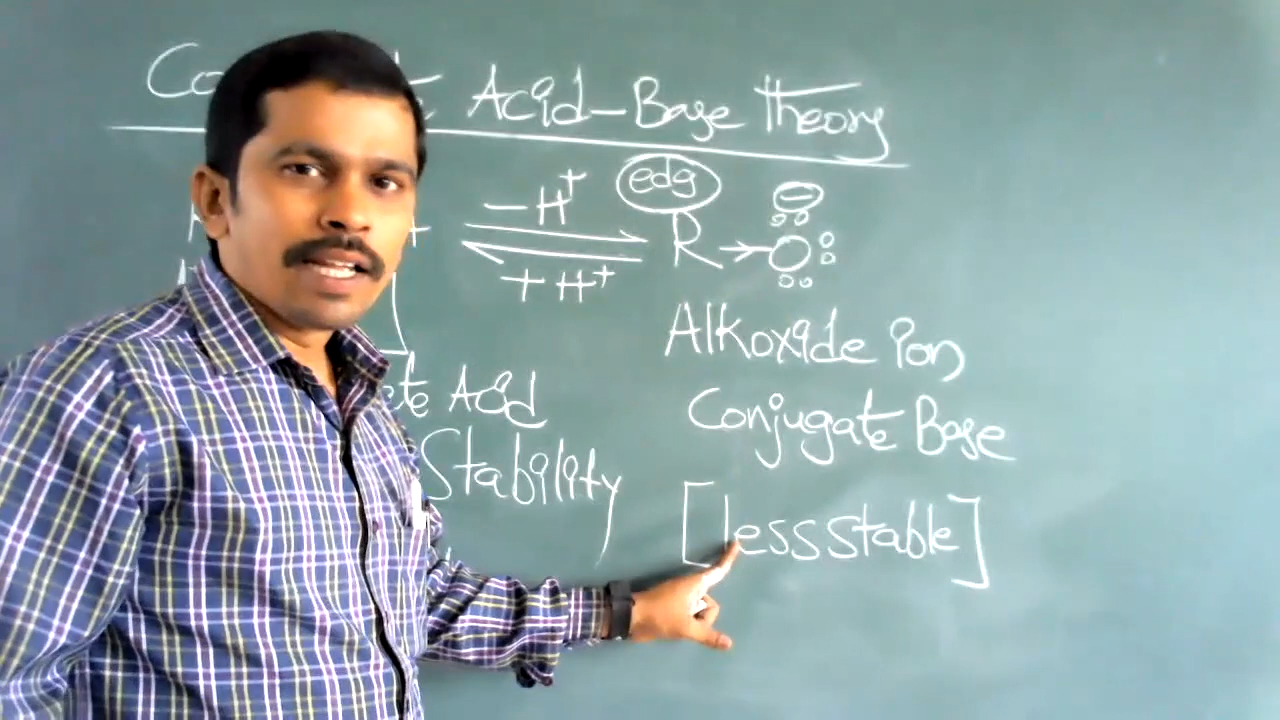 Acid-Base Theory
edg
-H+ ⊖
R → O
+H+
Alkoxide ion
Acid Conjugate Base
Stability [less stable]